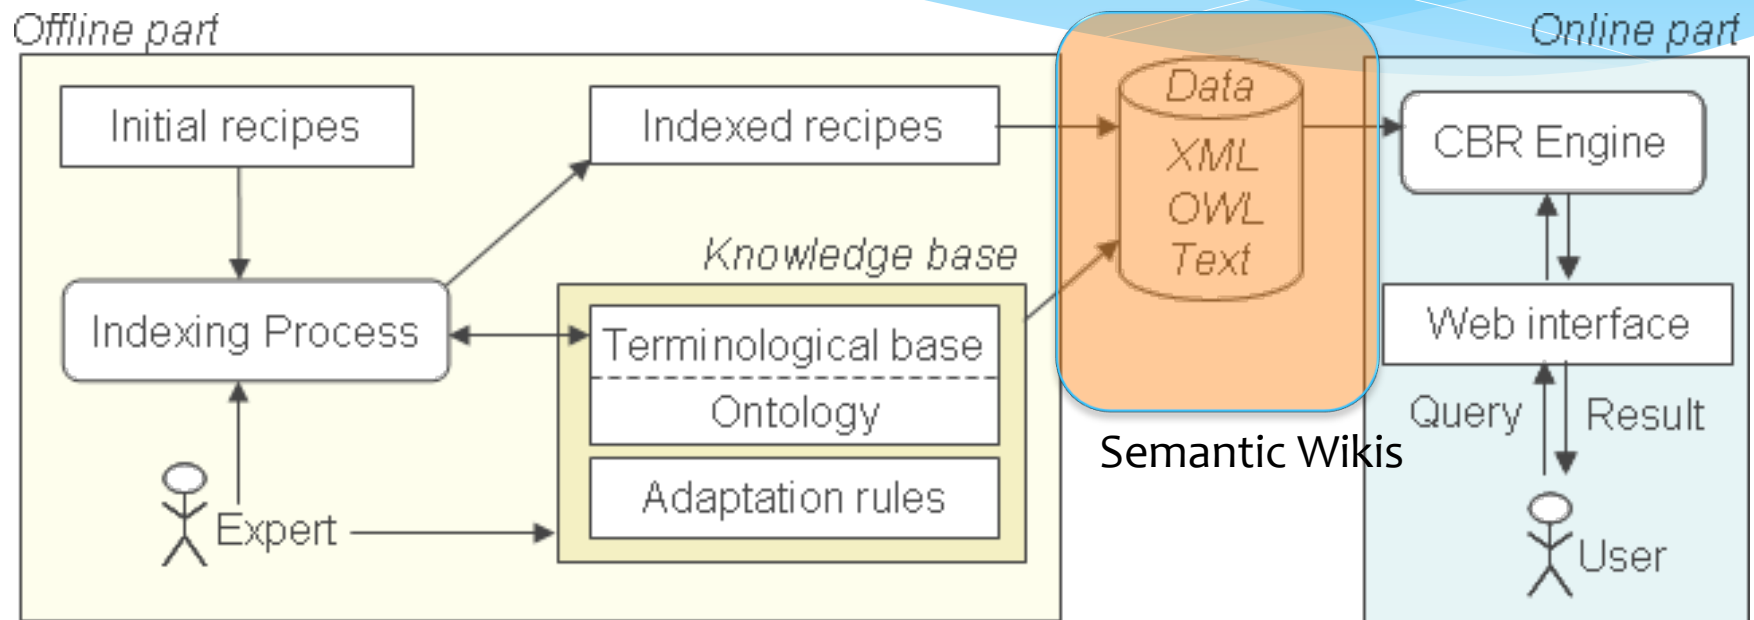 Offline part
Online part
Initial recipes
Indexed recipes
Data
XML
OWL
Text
CBR Engine
Knowledge base
Indexing Process
Terminological base
Ontology
Adaptation rules
Web interface
Query
Result
Semantic Wikis
Expert
User